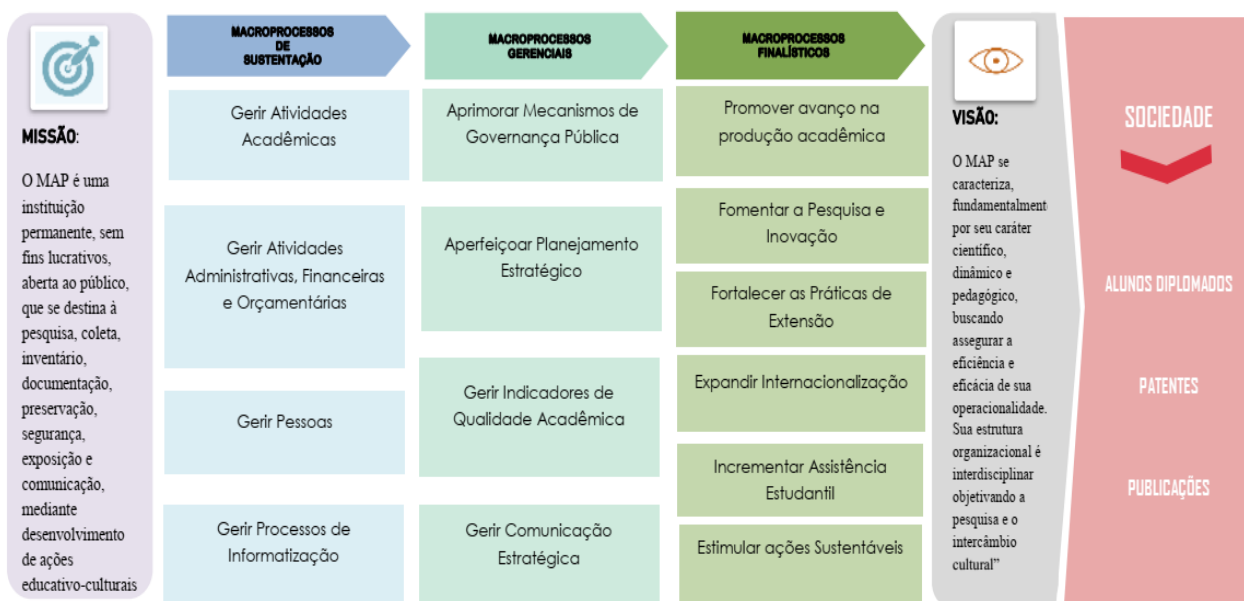 MISSÃO:
O MAP é uma
instituição
permanente, sem
fins lucrativos,
aberta ao público,
que se destina à
pesquisa, coleta,
inventário,
documentação,
preservação,
segurança,
exposição e
comunicação,
mediante
desenvolvimento
de ações
educativo-culturais
MACROPROCESSOS
DE
SUSTENTAÇÃO
Gerir Atividades
Acadêmicas
Gerir Atividades
Administrativas, Financeiras
e Orçamentárias
Gerir Pessoas
Gerir Processos de
Informatização
MACROPROCESSOS
GERENCIAIS
Aprimorar Mecanismos de
Governança Pública
Aperfeiçoar Planejamento
Estratégico
Gerir Indicadores de
Qualidade Acadêmica
Gerir Comunicação
Estratégica
MACROPROCESSOS
FINALÍSTICOS
Promover avanço na
produção acadêmica
Fomentar a Pesquisa e
Inovação
Fortalecer as Práticas de
Extensão
Expandir Internacionalização
Incrementar Assistência
Estudantil
Estimular ações Sustentáveis
VISÃO:
O MAP se
caracteriza,
fundamentalmente
por seu caráter
científico,
dinâmico e
pedagógico,
buscando
assegurar a
eficiência e
eficácia de sua
operacionalidade.
Sua estrutura
organizacional é
interdisciplinar
objetivando a
pesquisa e o
intercâmbio
cultural”
SOCIEDADE
ALUNOS DIPLOMADOS
PATENTES
PUBLICAÇÕES